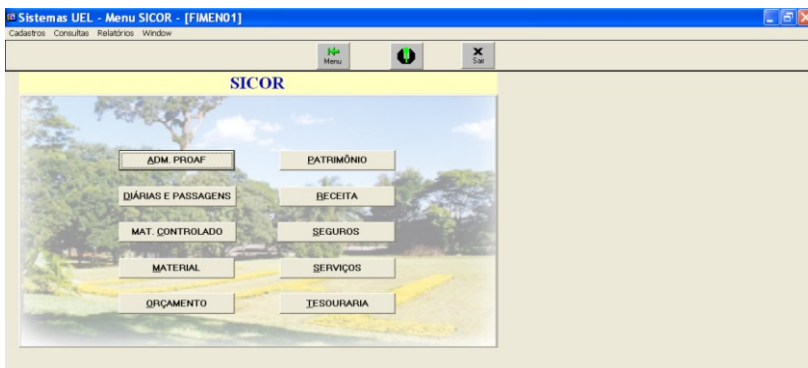 Sistemas UEL - Menu SICOR - [FIMEN01]
Cadastros Consultas Relatórios Window
Menu Sair
SICOR
ADM. PROAF PATRIMÔNIO
DIÁRIAS E PASSAGENS RECEITA
MAT. CONTROLADO SEGUROS
MATERIAL SERVIÇOS
ORÇAMENTO TESOURARIA